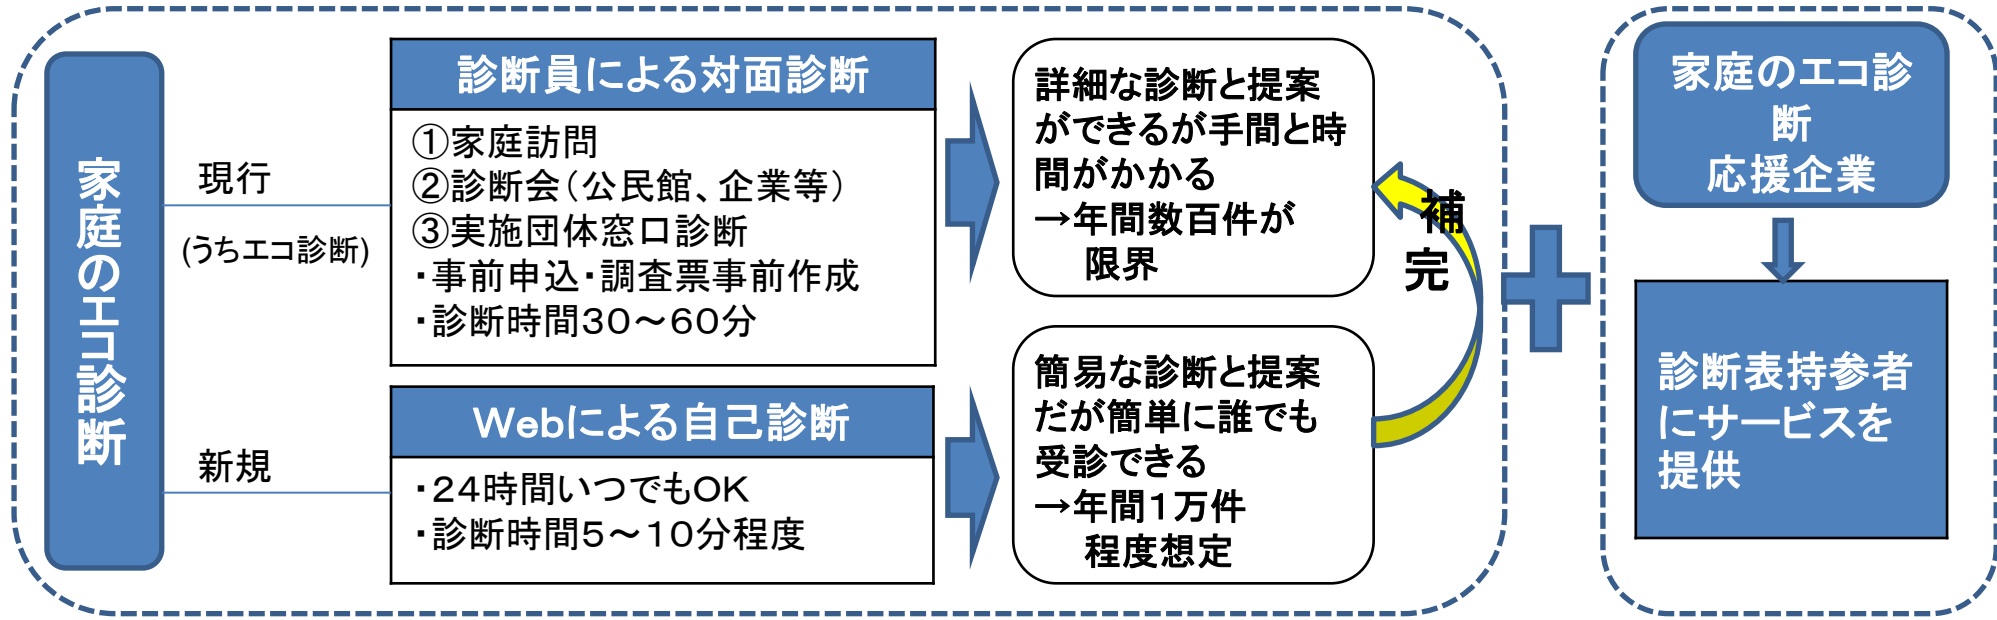 家庭のエコ診断
現行
(うちエコ診断)
新規
診断員による対面診断
①家庭訪問
②診断会(公民館、企業等)
③実施団体窓口診断
・事前申込・調査票事前作成
・診断時間30～60分
Webによる自己診断
・24時間いつでもOK
・診断時間5～10分程度
詳細な診断と提案
ができるが手間と時
間がかかる
→年間数百件が
限界
簡易な診断と提案
だが簡単に誰でも
受診できる
→年間1万件
程度想定
補
完
家庭のエコ診
断
応援企業
診断表持参者
にサービスを
提供